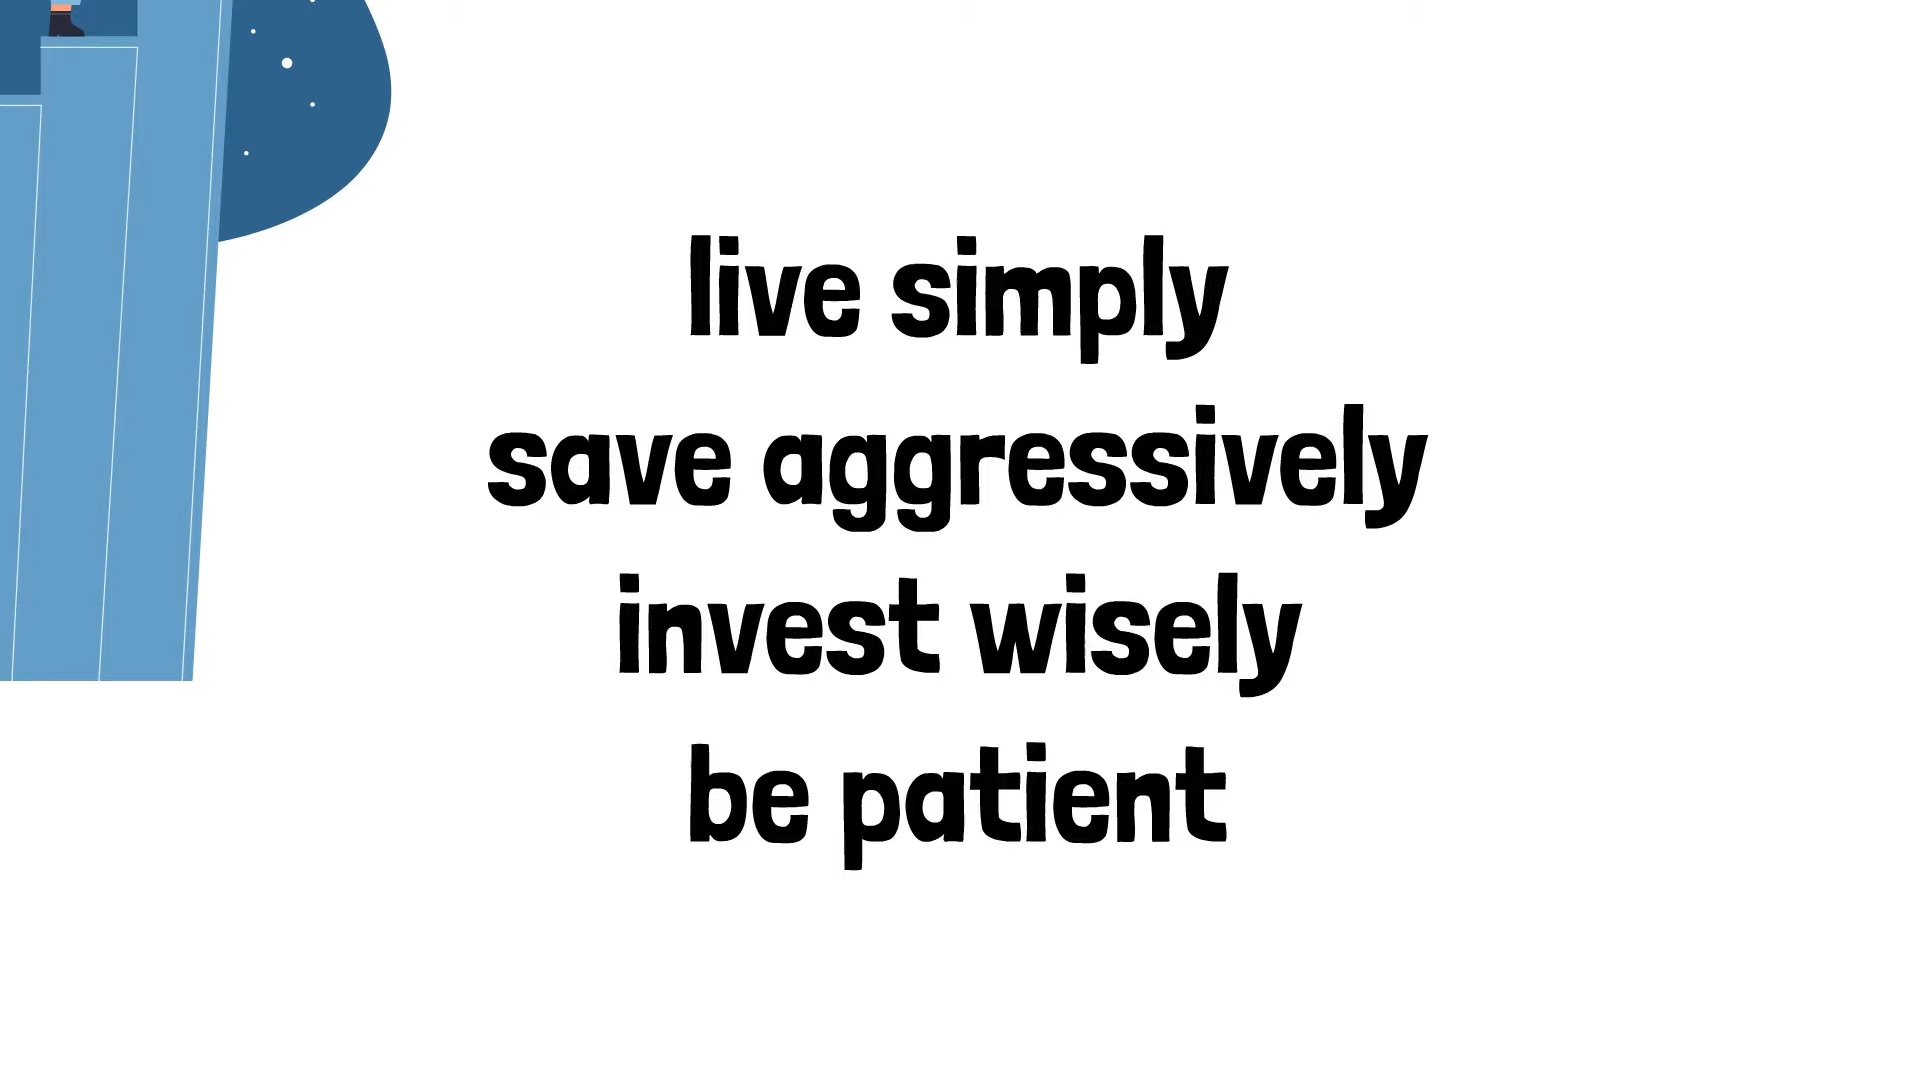 live simply
save aggressively
invest wisely
be patient